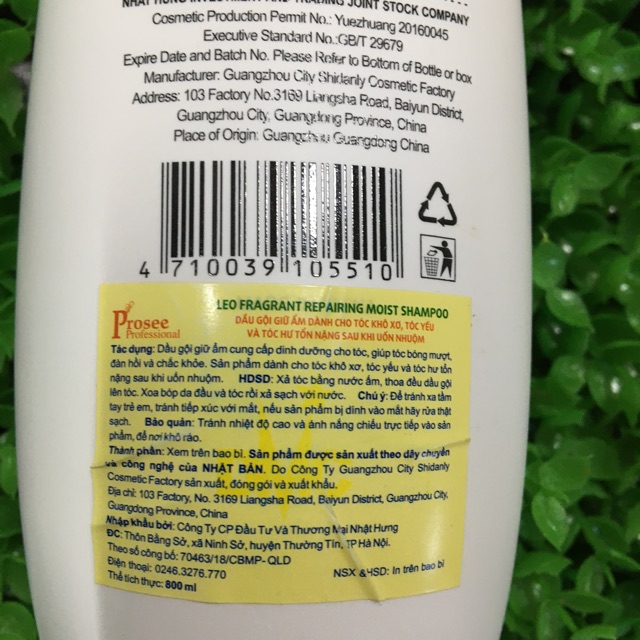 NHAT HUNG INVESTMENT AND TRADING JOINT STOCK COMPANY
Cosmetic Production Permit No.: Yuezhuang 20160045
Executive Standard No.:GB/T 29679
Expire Date and Batch No. Please Refer to Bottom of Bottle or box
Manufacturer: Guangzhou City Shidanly Cosmetic Factory
Address: 103 Factory No.3169 Liangsha Road, Baiyun District,
Guangzhou City, Guangdong Province, China
Place of Origin: Guangzhou Guangdong China
4 710039 105510
Prosee
Professional
LEO FRAGRANT REPAIRING MOIST SHAMPOO
DẦU GỘI GIỮ ẨM DÀNH CHO TÓC KHÔ XƠ, TÓC YẾU
VÀ TÓC HƯ TỔN NẶNG SAU KHI UỐN NHUỘM
Tác dụng: Dầu gội giữ ẩm cung cấp dinh dưỡng cho tóc, giúp tóc bóng mượt,
đàn hồi và chắc khỏe. Sản phẩm dành cho tóc khô xơ, tóc yếu và tóc hư tổn
nặng sau khi uốn nhuộm. HDSD: Xả tóc bằng nước ấm, thoa đều dầu gội
lên tóc. Xoa bóp da đầu và tóc rồi xả sạch với nước. Chú ý: Để tránh xa tầm
tay trẻ em, tránh tiếp xúc với mắt, nếu sản phẩm bị dính vào mắt hãy rửa thật
sạch. Bảo quản: Tránh nhiệt độ cao và ánh nắng chiếu trực tiếp vào sản
phẩm, để nơi khô ráo.
Thành phần: Xem trên bao bì. Sản phẩm được sản xuất theo dây chuyền
và công nghệ của NHẬT BẢN. Do Công Ty Guangzhou City Shidanly
Cosmetic Factory sản xuất, đóng gói và xuất khẩu.
Địa chỉ: 103 Factory, No. 3169 Liangsha Road, Baiyun District, Guangzhou City,
Guangdong Province, China
Nhập khẩu bởi: Công Ty CP Đầu Tư Và Thương Mại Nhật Hưng
ĐC: Thôn Bằng Sở, xã Ninh Sở, huyện Thường Tín, TP Hà Nội.
Theo số công bố: 70463/18/CBMP- QLD
Điện thoại: 0246.3276.770
NSX &HSD: In trên bao bì
Thể tích thực: 800 ml